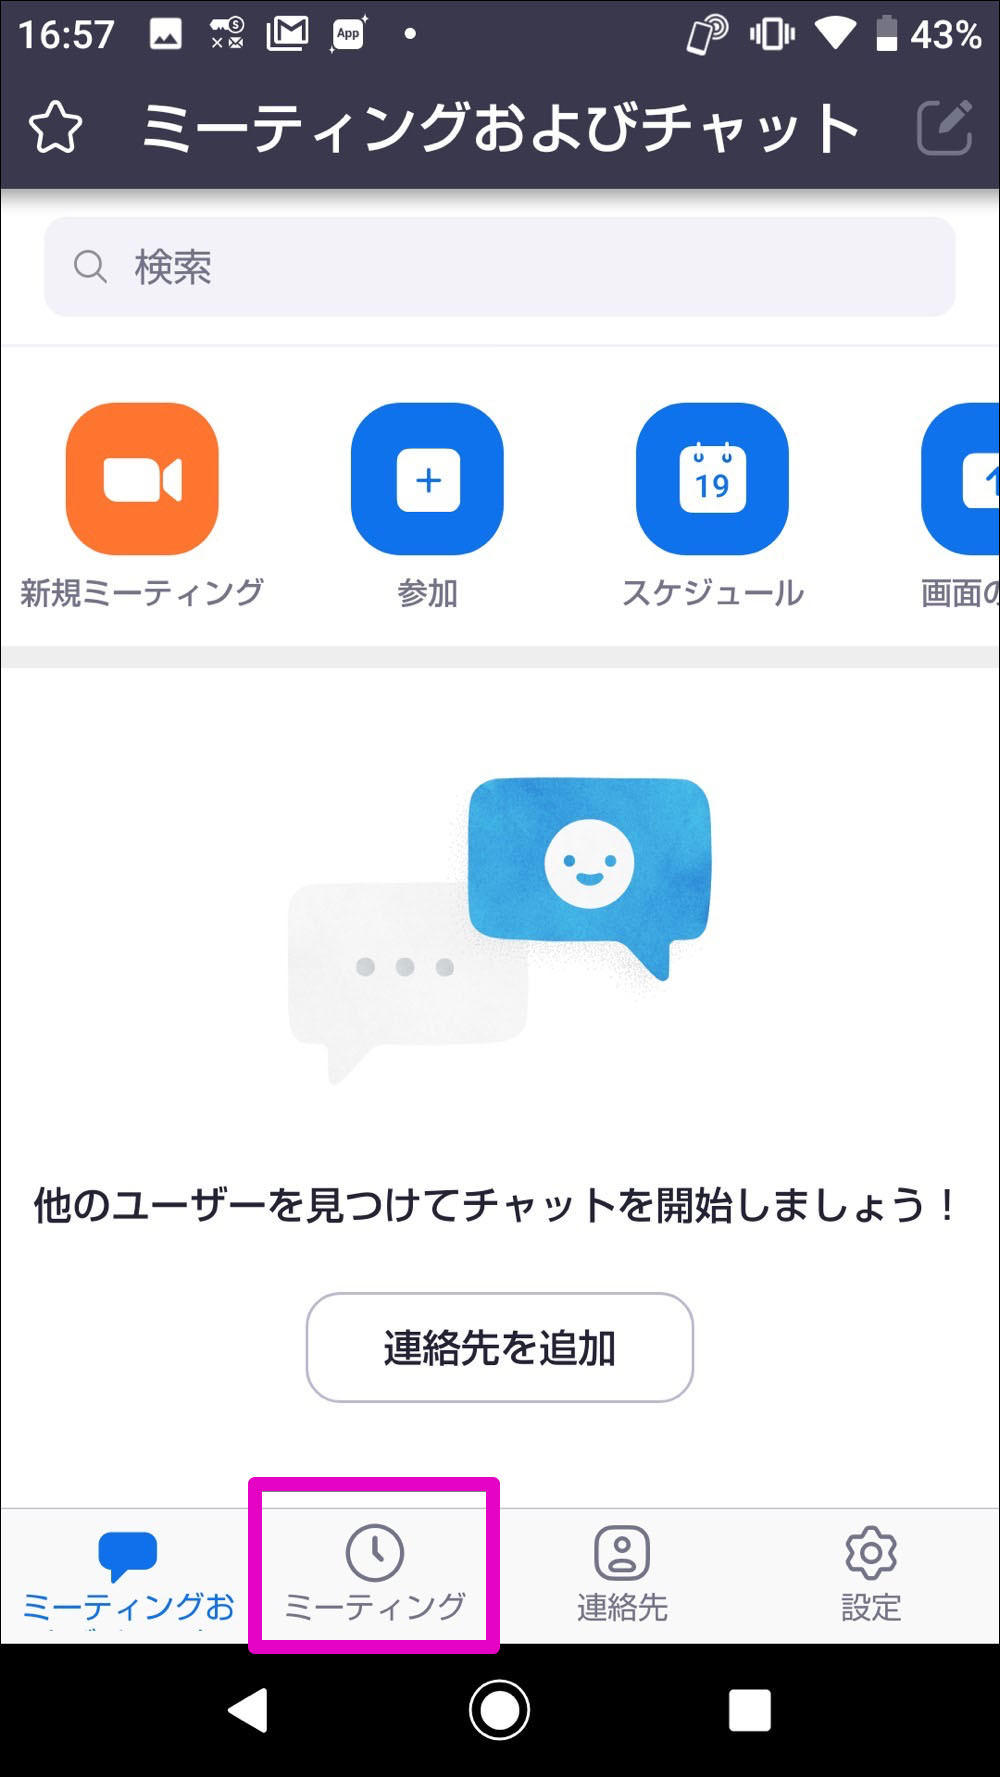 16:57 App 43%
ミーティングおよびチャット
検索
19
新規ミーティング 参加 スケジュール 画面の
他のユーザーを見つけてチャットを開始しましょう！
連絡先を追加
ミーティングお ミーティング 連絡先 設定